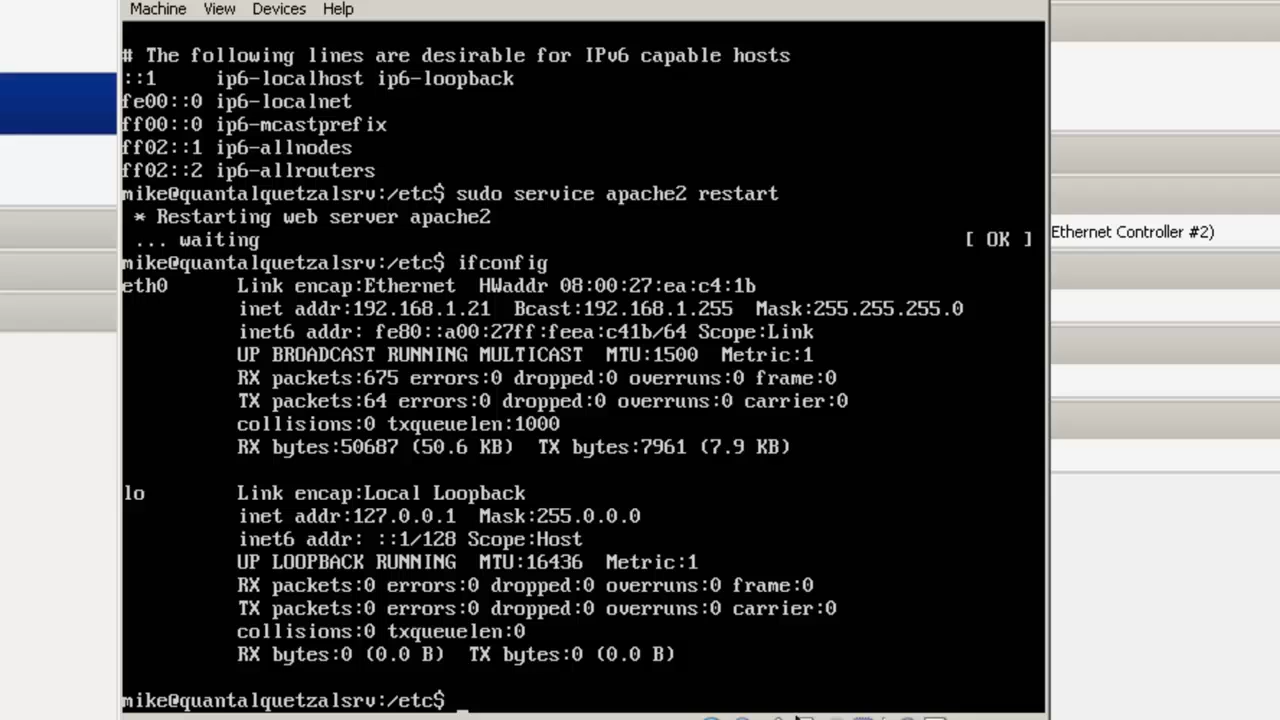 Machine View Devices Help
# The following lines are desirable for IPv6 capable hosts
::1 ip6-localhost ip6-loopback
fe00::0 ip6-localnet
ff00::0 ip6-mcastprefix
ff02::1 ip6-allnodes
ff02::2 ip6-allrouters
mike@quantalquetzalsrv:/etc$ sudo service apache2 restart
* Restarting web server apache2
... waiting [ OK ]
Ethernet Controller #2)
mike@quantalquetzalsrv:/etc$ ifconfig
eth0 Link encap:Ethernet HWaddr 08:00:27:ea:c4:1b
inet addr:192.168.1.21 Bcast:192.168.1.255 Mask:255.255.255.0
inet6 addr: fe80::a00:27ff:feea:c41b/64 Scope:Link
UP BROADCAST RUNNING MULTICAST MTU:1500 Metric:1
RX packets:675 errors:0 dropped:0 overruns:0 frame:0
TX packets:64 errors:0 dropped:0 overruns:0 carrier:0
collisions:0 txqueuelen:1000
RX bytes:50687 (50.6 KB) TX bytes:7961 (7.9 KB)
lo Link encap:Local Loopback
inet addr:127.0.0.1 Mask:255.0.0.0
inet6 addr: ::1/128 Scope:Host
UP LOOPBACK RUNNING MTU:16436 Metric:1
RX packets:0 errors:0 dropped:0 overruns:0 frame:0
TX packets:0 errors:0 dropped:0 overruns:0 carrier:0
collisions:0 txqueuelen:0
RX bytes:0 (0.0 B) TX bytes:0 (0.0 B)
mike@quantalquetzalsrv:/etc$ _